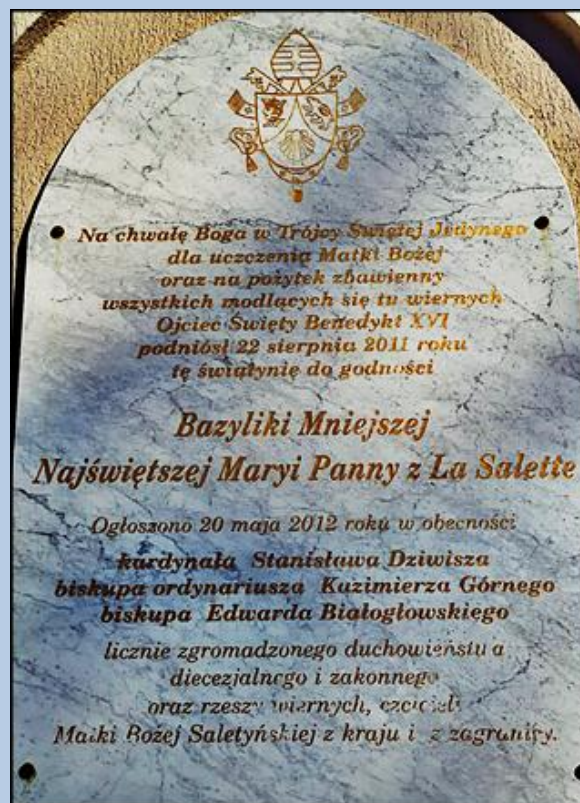 Na chwałę Boga w Trójcy Świętej Jedynego
dla uczczenia Matki Bożej
oraz na pożytek zbawienny
wszystkich modlących się tu wiernych
Ojciec Święty Benedykt XVI
podniósł 22 sierpnia 2011 roku
tę świątynię do godności
Bazyliki Mniejszej
Najświętszej Maryi Panny z La Salette
Ogłoszono 20 maja 2012 roku w obecności
kardynała Stanisława Dziwisza
biskupa ordynariusza Kazimierza Górnego
biskupa Edwarda Białogłowskiego
licznie zgromadzonego duchowieństwa
diecezjalnego i zakonnego
oraz rzeszy wiernych, czcicieli
Matki Bożej Saletyńskiej z kraju i z zagranicy.